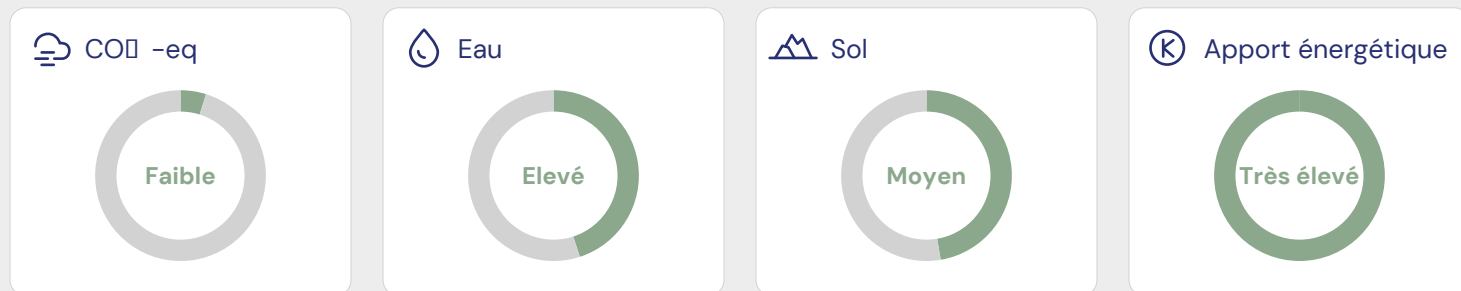 CO▯ -eq
Eau
Sol
Apport énergétique
Faible
Elevé
Moyen
Très élevé